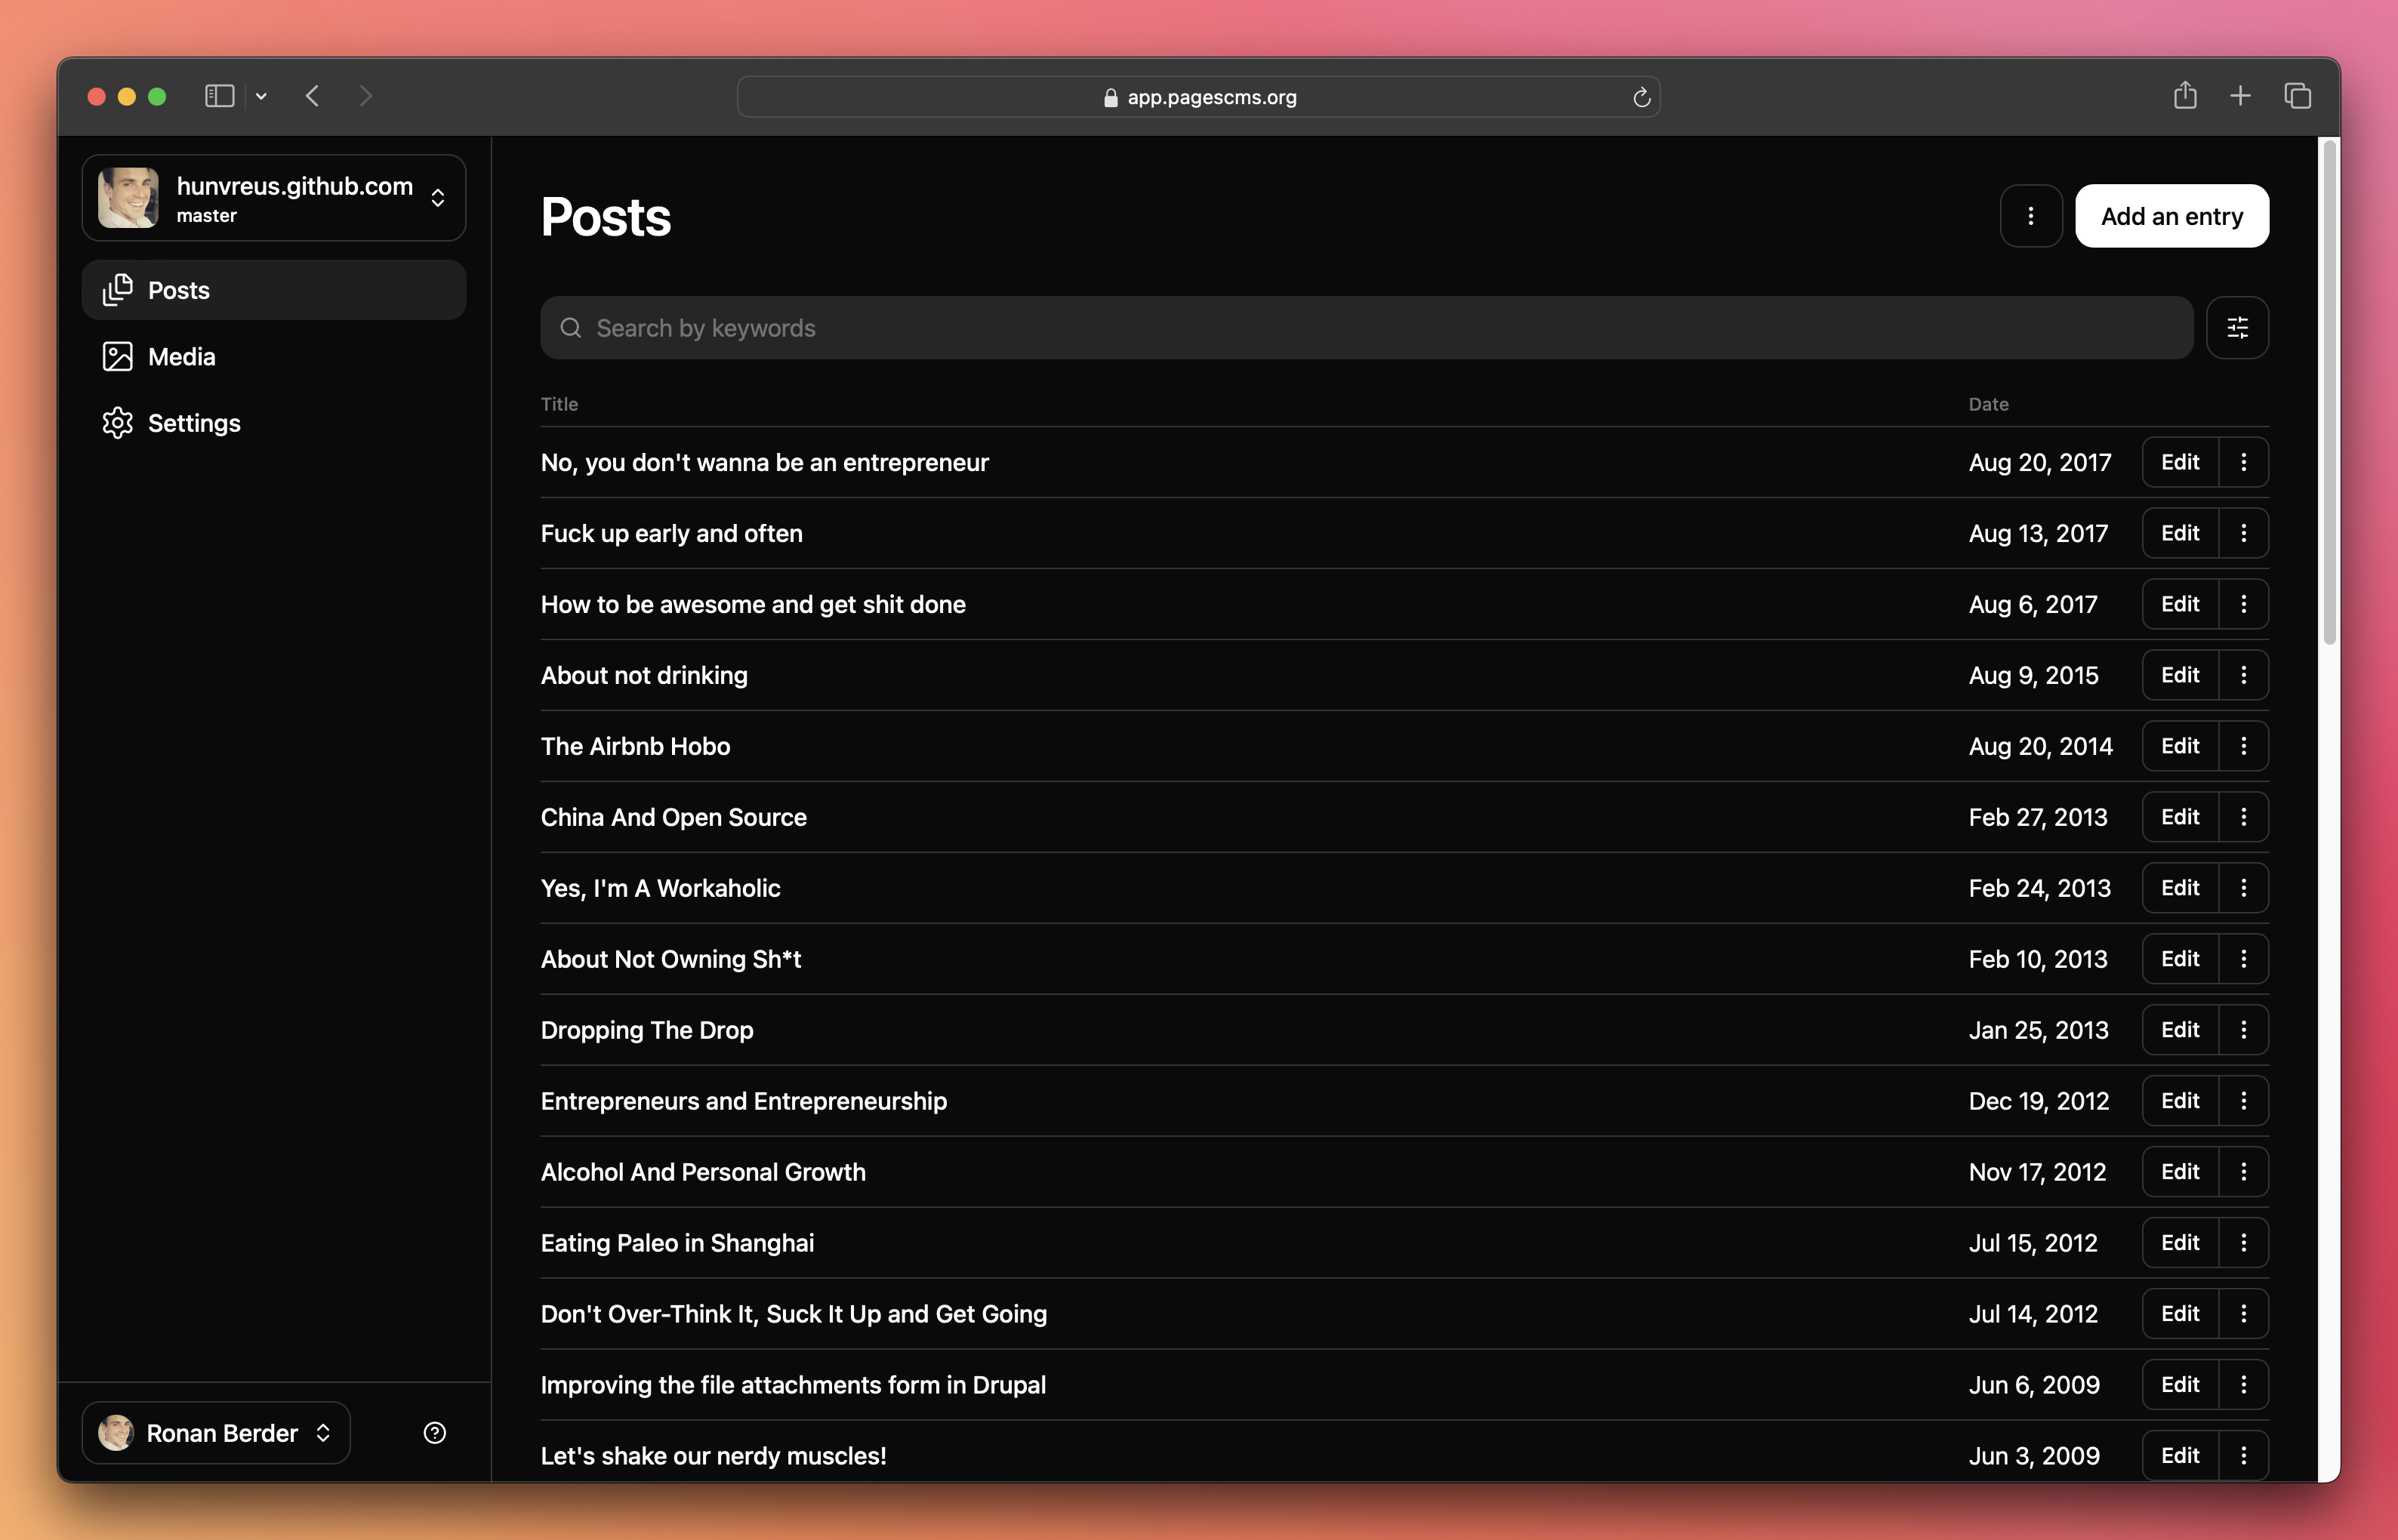 app.pagescms.org
hunvreus.github.com
master
Posts
Media
Settings
Ronan Berder
Posts
Add an entry
Search by keywords
Title Date
No, you don't wanna be an entrepreneur Aug 20, 2017 Edit
Fuck up early and often Aug 13, 2017 Edit
How to be awesome and get shit done Aug 6, 2017 Edit
About not drinking Aug 9, 2015 Edit
The Airbnb Hobo Aug 20, 2014 Edit
China And Open Source Feb 27, 2013 Edit
Yes, I'm A Workaholic Feb 24, 2013 Edit
About Not Owning Sh*t Feb 10, 2013 Edit
Dropping The Drop Jan 25, 2013 Edit
Entrepreneurs and Entrepreneurship Dec 19, 2012 Edit
Alcohol And Personal Growth Nov 17, 2012 Edit
Eating Paleo in Shanghai Jul 15, 2012 Edit
Don't Over-Think It, Suck It Up and Get Going Jul 14, 2012 Edit
Improving the file attachments form in Drupal Jun 6, 2009 Edit
Let's shake our nerdy muscles! Jun 3, 2009 Edit